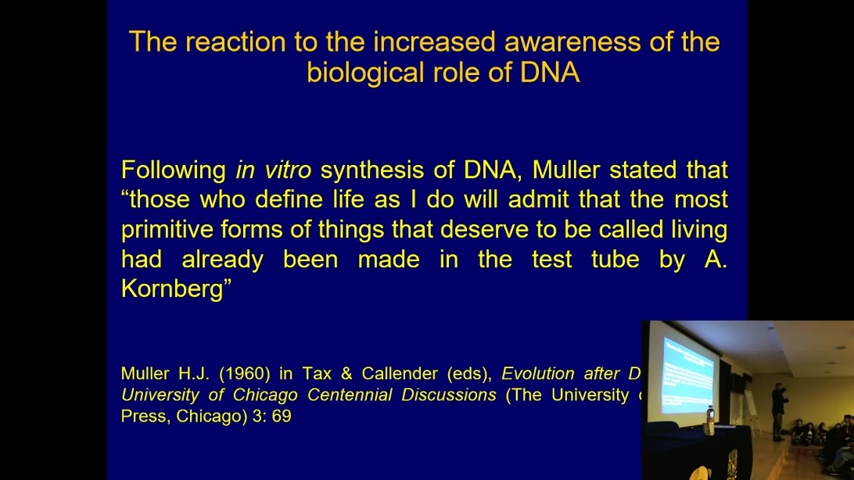 The reaction to the increased awareness of the
biological role of DNA
Following in vitro synthesis of DNA, Muller stated that
“those who define life as I do will admit that the most
primitive forms of things that deserve to be called living
had already been made in the test tube by A.
Kornberg”
Muller H.J. (1960) in Tax & Callender (eds), Evolution after
University of Chicago Centennial Discussions (The University
Press, Chicago) 3: 69